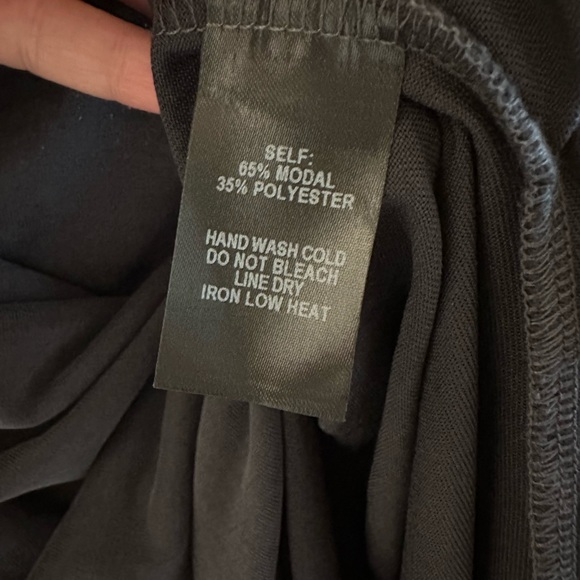 SELF:
65% MODAL
35% POLYESTER
HAND WASH COLD
DO NOT BLEACH
LINE DRY
IRON LOW HEAT